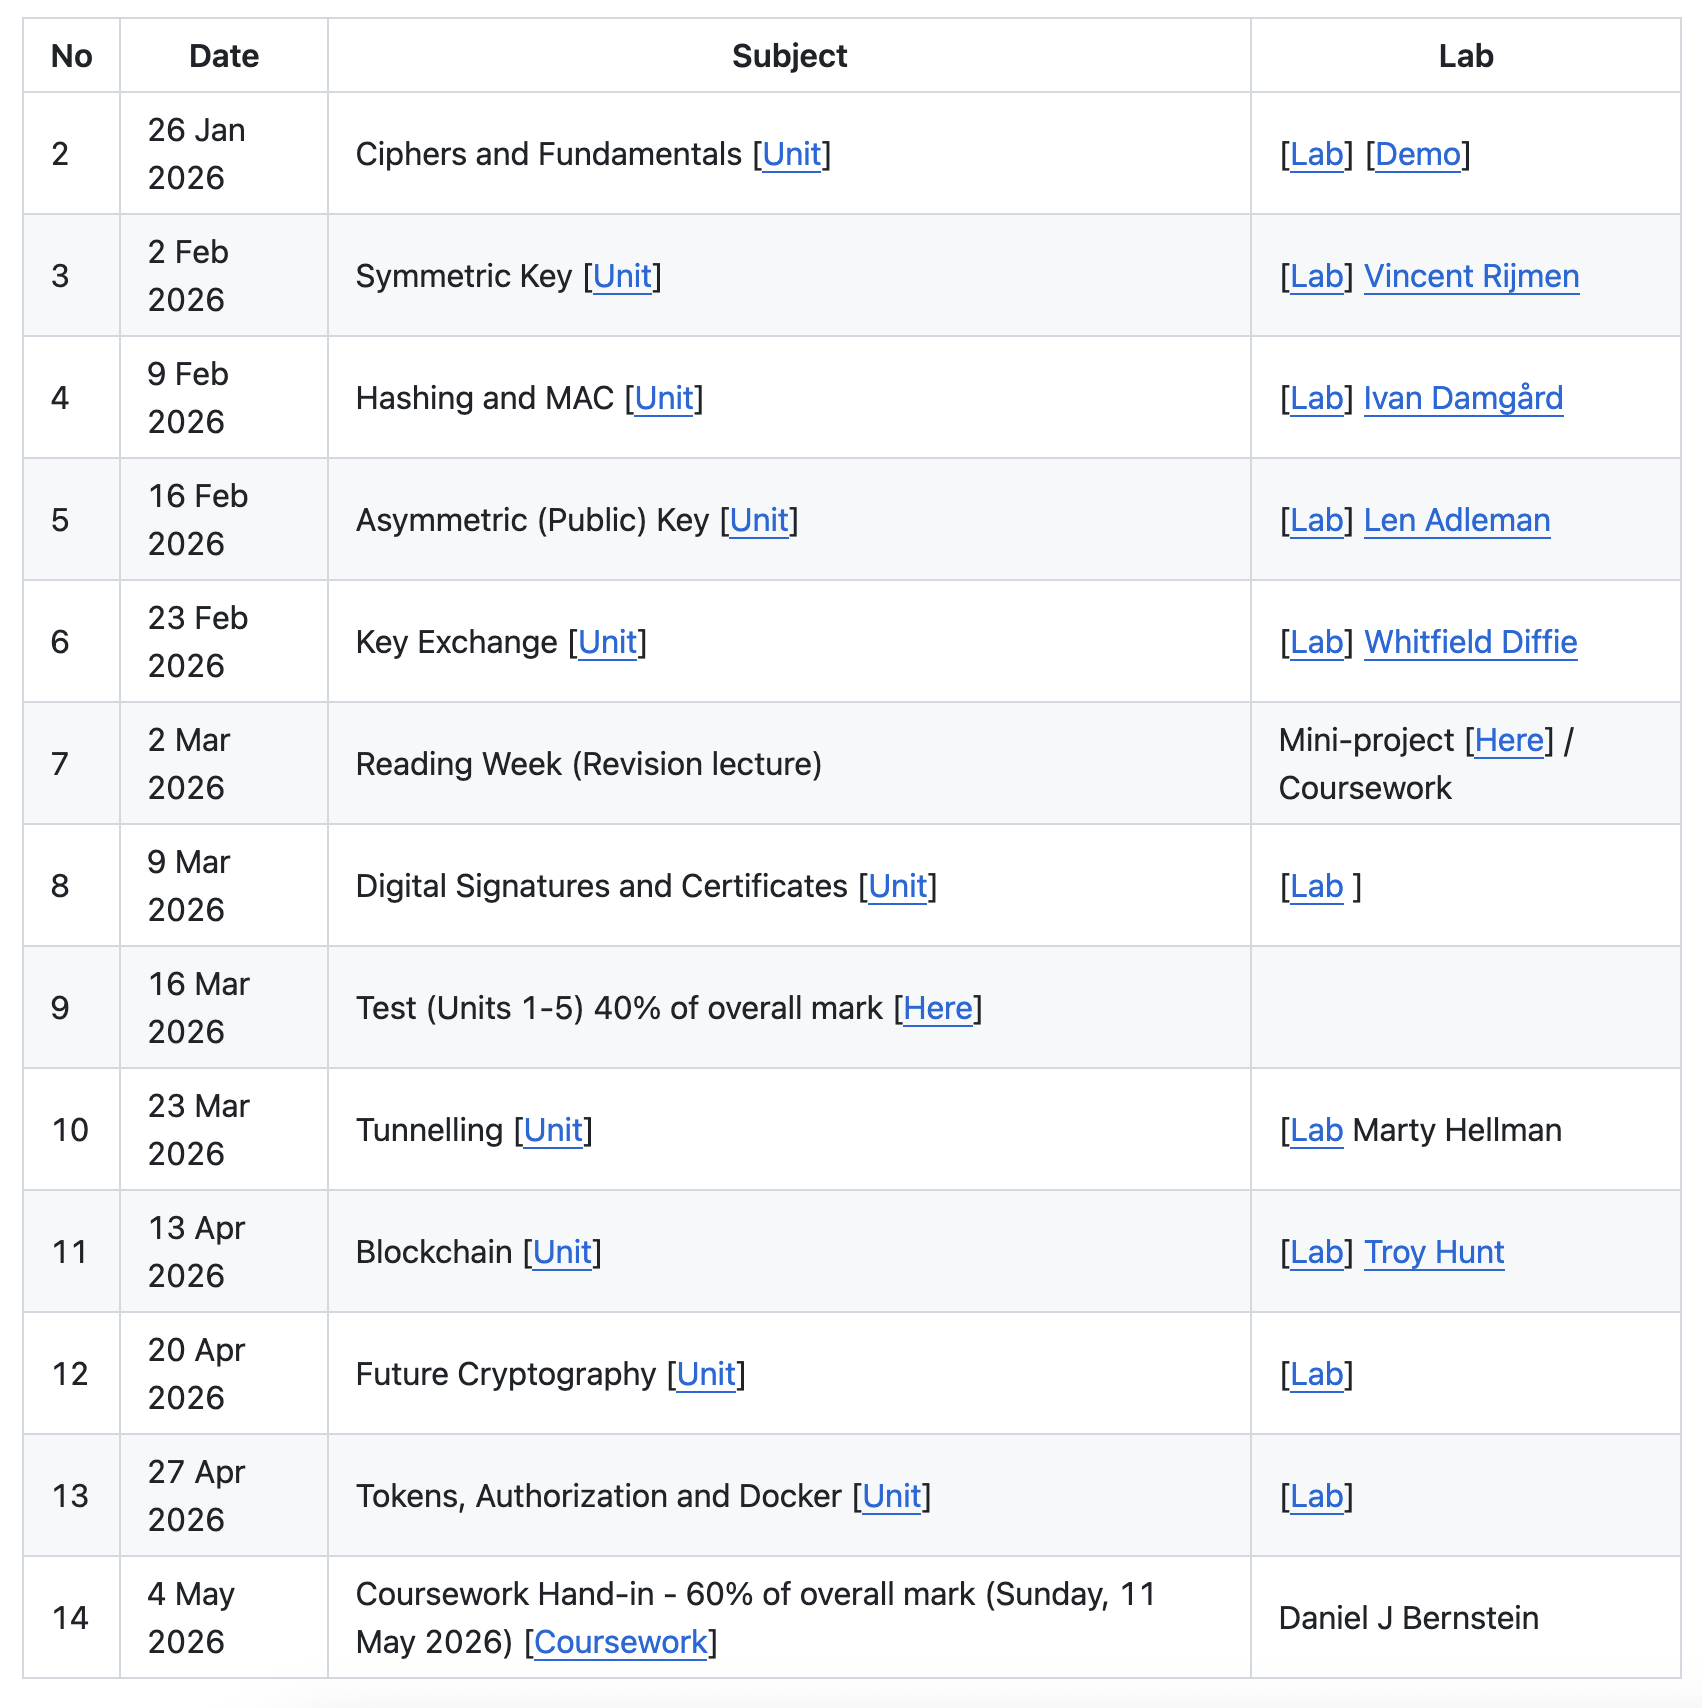 No Date Subject Lab
2 26 Jan 2026 Ciphers and Fundamentals [Unit] [Lab] [Demo]
3 2 Feb 2026 Symmetric Key [Unit] [Lab] Vincent Rijmen
4 9 Feb 2026 Hashing and MAC [Unit] [Lab] Ivan Damgård
5 16 Feb 2026 Asymmetric (Public) Key [Unit] [Lab] Len Adleman
6 23 Feb 2026 Key Exchange [Unit] [Lab] Whitfield Diffie
7 2 Mar 2026 Reading Week (Revision lecture) Mini-project [Here] / Coursework
8 9 Mar 2026 Digital Signatures and Certificates [Unit] [Lab ]
9 16 Mar 2026 Test (Units 1-5) 40% of overall mark [Here]
10 23 Mar 2026 Tunnelling [Unit] [Lab Marty Hellman
11 13 Apr 2026 Blockchain [Unit] [Lab] Troy Hunt
12 20 Apr 2026 Future Cryptography [Unit] [Lab]
13 27 Apr 2026 Tokens, Authorization and Docker [Unit] [Lab]
14 4 May 2026 Coursework Hand-in - 60% of overall mark (Sunday, 11 May 2026) [Coursework] Daniel J Bernstein